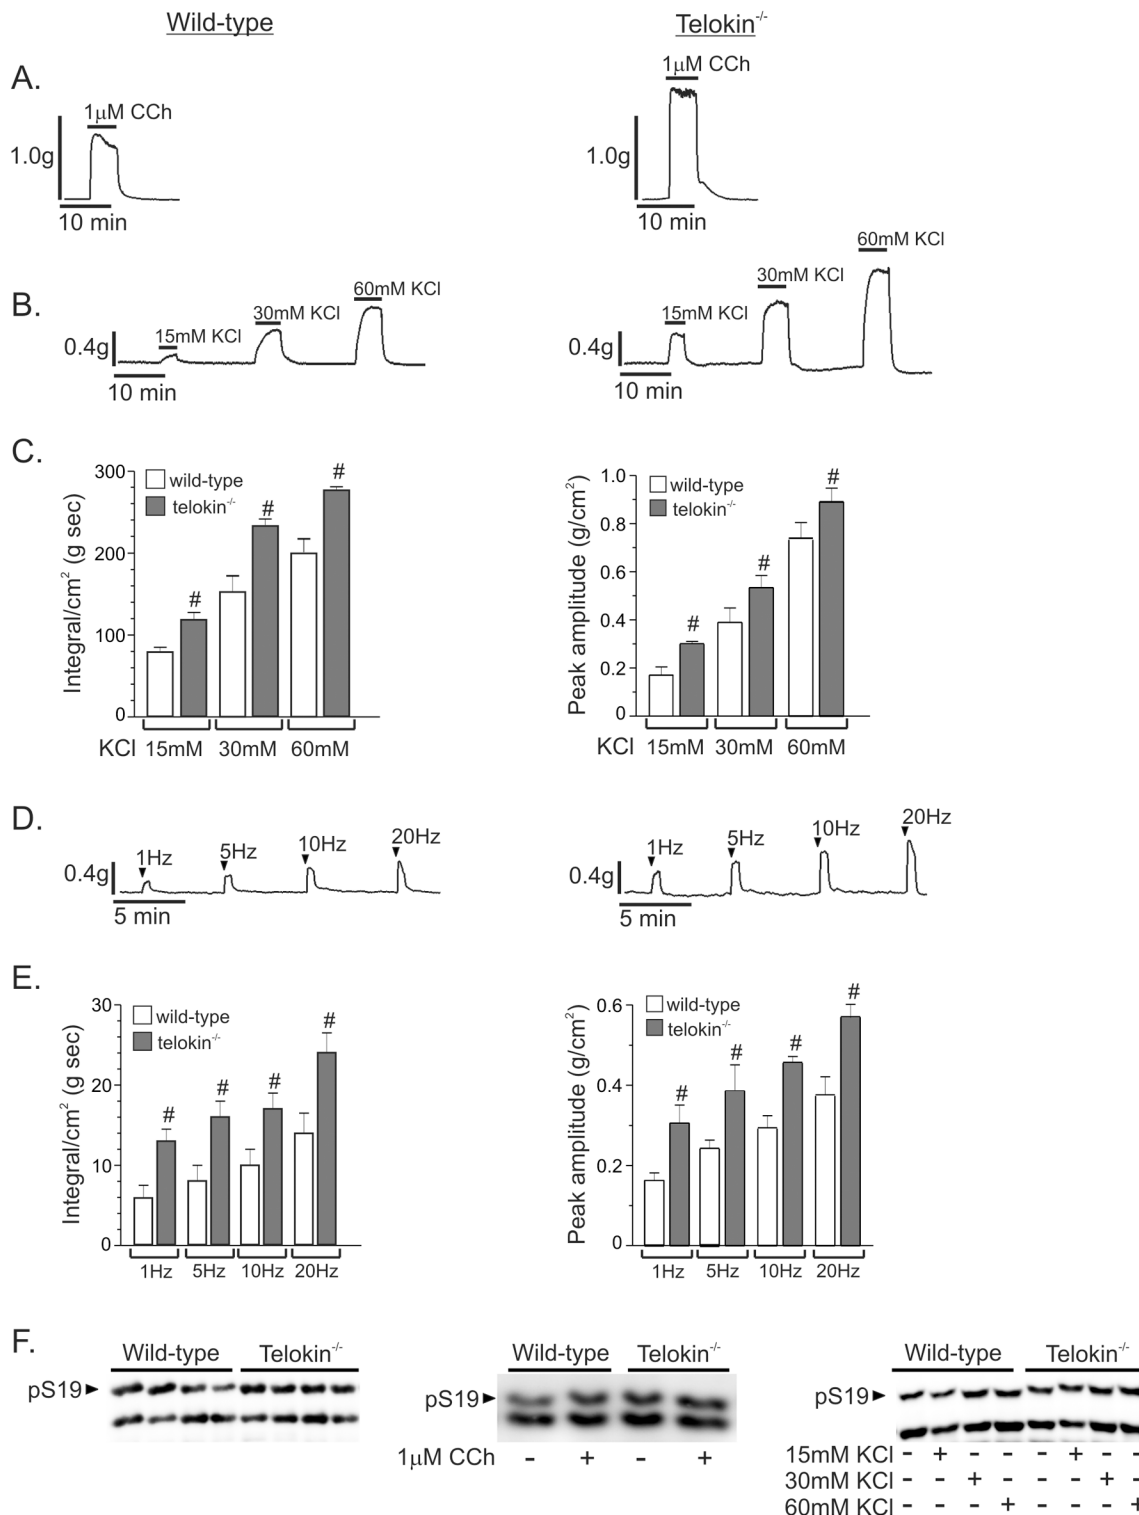 Wild-type Telokin-/-
A.
1μM CCh 1μM CCh
1.0g 1.0g
10 min 10 min
B.
15mM KCl 30mM KCl 60mM KCl 15mM KCl 30mM KCl 60mM KCl
0.4g 0.4g
10 min 10 min
C.
Integral/cm2 (g sec)
300
200
100
0
wild-type
telokin-/-
# # #
KCl 15mM 30mM 60mM
Peak amplitude (g/cm2)
1.0
0.8
0.6
0.4
0.2
0
wild-type
telokin-/-
# # #
KCl 15mM 30mM 60mM
D.
1Hz 5Hz 10Hz 20Hz 1Hz 5Hz 10Hz 20Hz
0.4g 0.4g
5 min 5 min
E.
Integral/cm2 (g sec)
30
20
10
0
wild-type
telokin-/-
# # # #
1Hz 5Hz 10Hz 20Hz
Peak amplitude (g/cm2)
0.6
0.4
0.2
0
wild-type
telokin-/-
# # # #
1Hz 5Hz 10Hz 20Hz
F.
Wild-type Telokin-/-
pS19
Wild-type Telokin-/-
pS19
1μM CCh - + - +
Wild-type Telokin-/-
pS19
15mM KCl - + - - - + - -
30mM KCl - - + - - - + -
60mM KCl - - - + - - - +